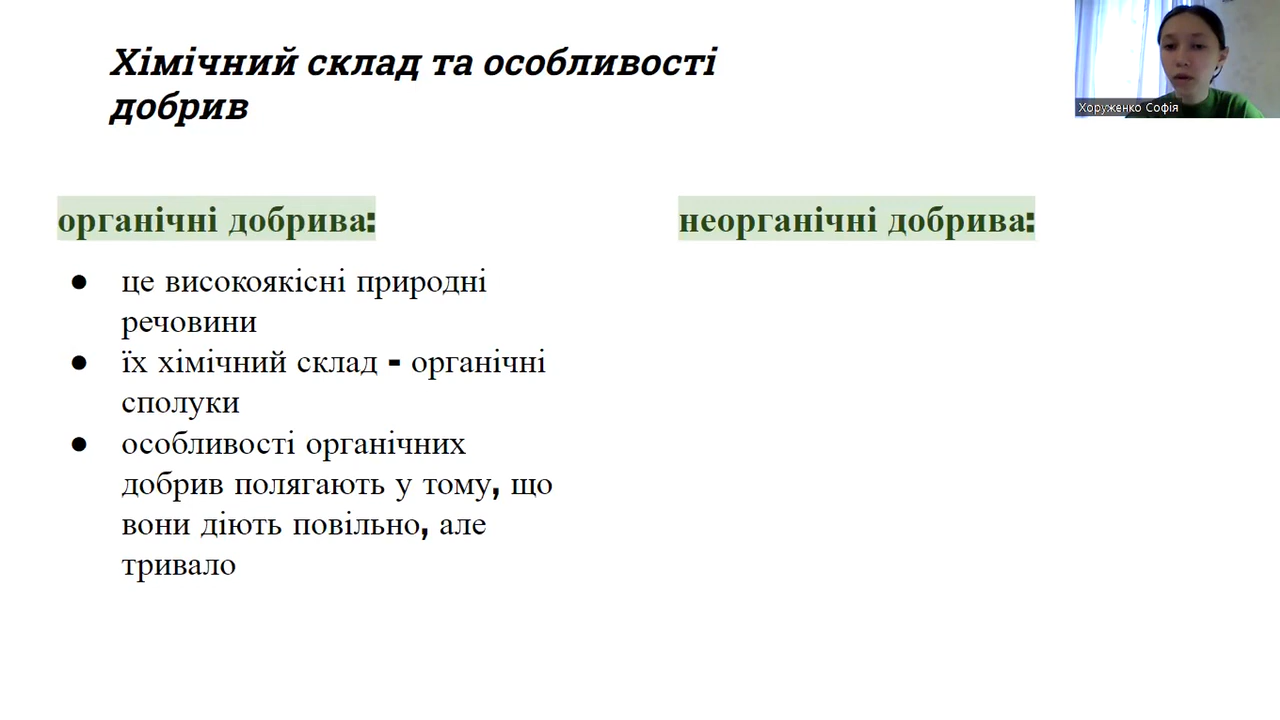 Хімічний склад та особливості
добрив
Хоруженко Софія
органічні добрива:
● це високоякісні природні
речовини
● їх хімічний склад - органічні
сполуки
● особливості органічних
добрив полягають у тому, що
вони діють повільно, але
тривало
неорганічні добрива: